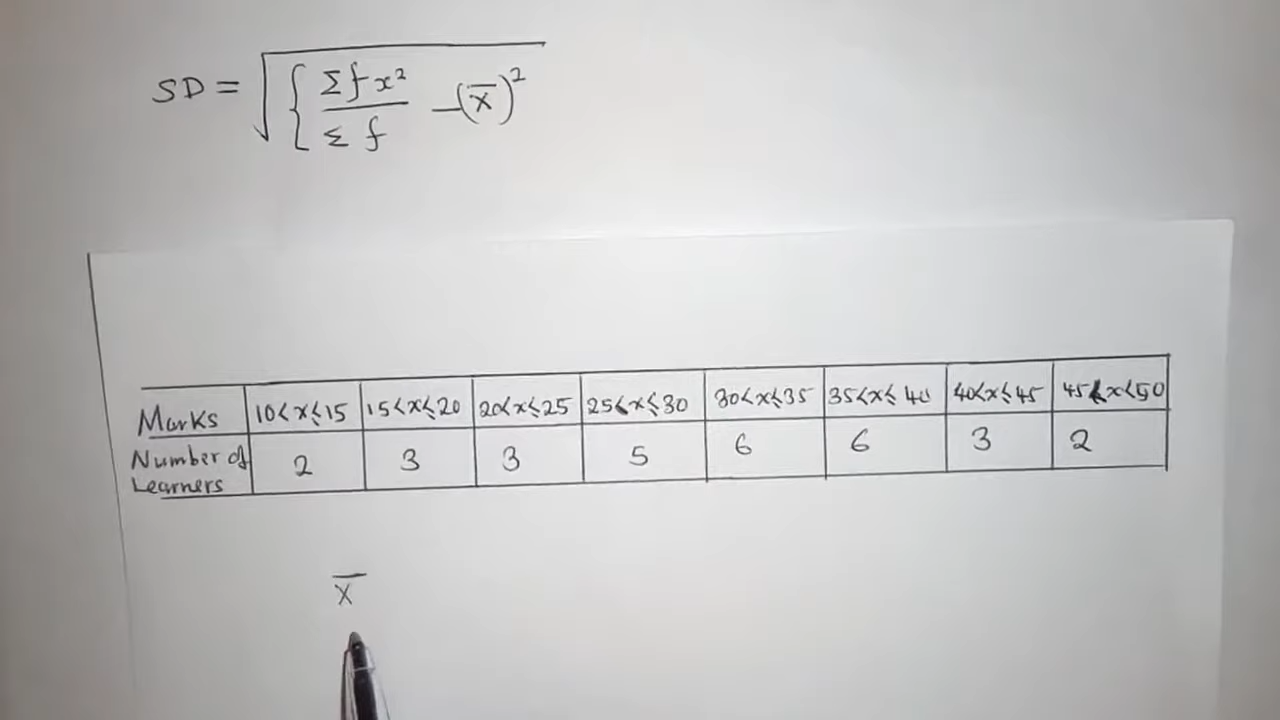 SD = √{ Σfx² / Σf - (x̄)²
Marks 10<x≤15 15<x≤20 20<x≤25 25<x≤30 30<x≤35 35<x≤40 40<x≤45 45<x<50
Number of Learners 2 3 3 5 6 6 3 2
x̄